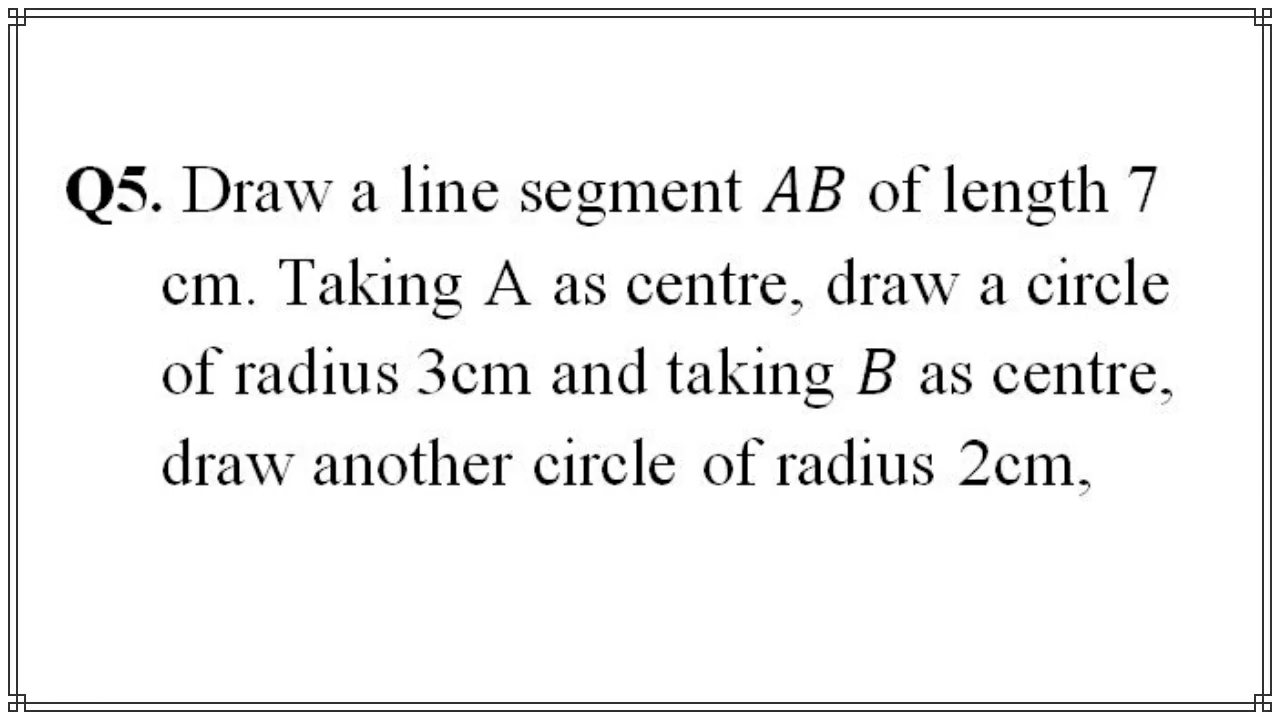 Q5. Draw a line segment AB of length 7
cm. Taking A as centre, draw a circle
of radius 3cm and taking B as centre,
draw another circle of radius 2cm,